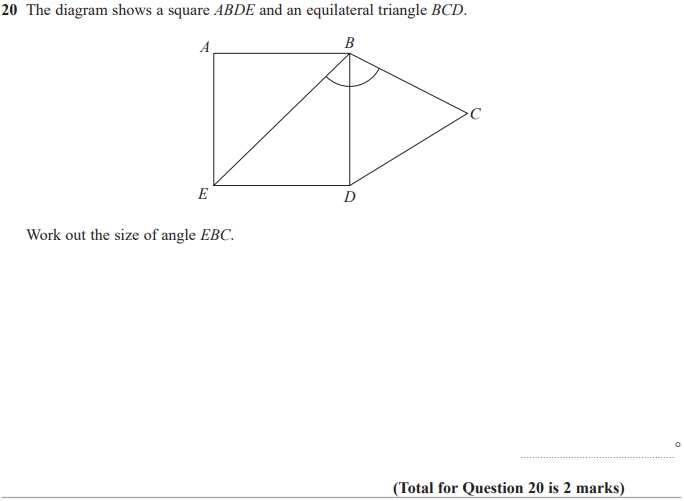 20 The diagram shows a square ABDE and an equilateral triangle BCD.
A
B
C
E
D
Work out the size of angle EBC.
°
(Total for Question 20 is 2 marks)